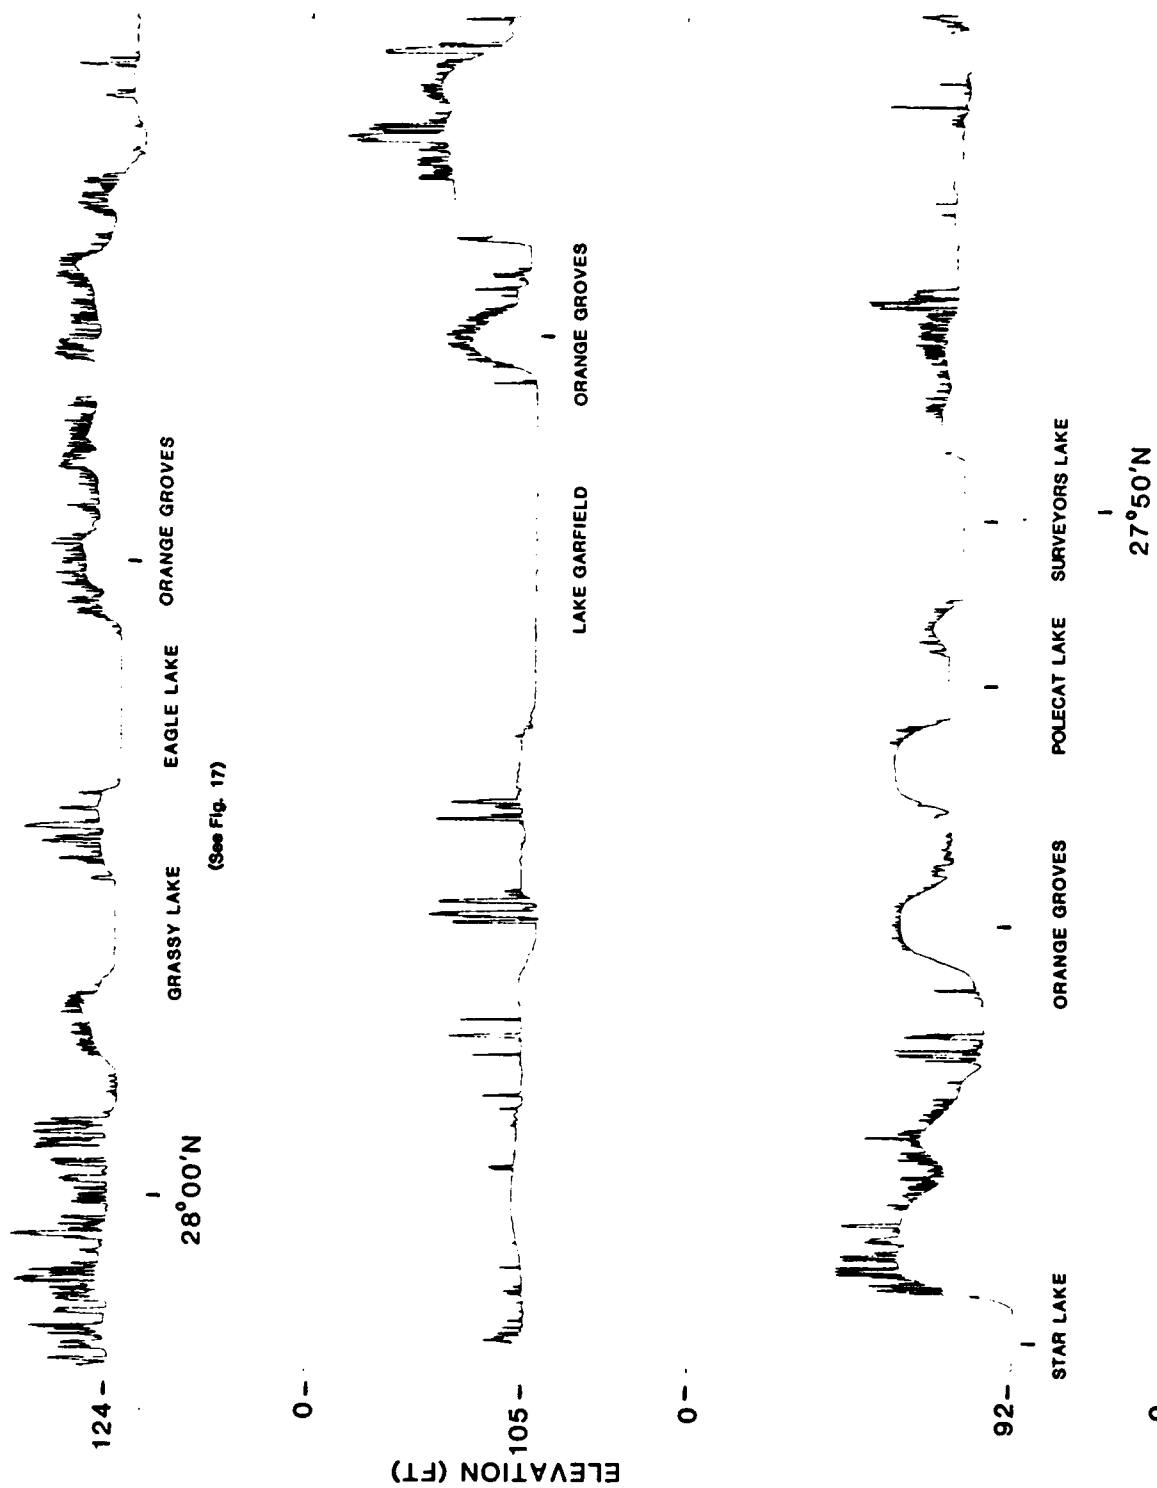 ELEVATION (FT)
124-
0-
105-
0-
92-
0
28°00'N
GRASSY LAKE
(See Fig. 17)
EAGLE LAKE
ORANGE GROVES
LAKE GARFIELD
ORANGE GROVES
STAR LAKE
ORANGE GROVES
POLECAT LAKE
SURVEYORS LAKE
27°50'N